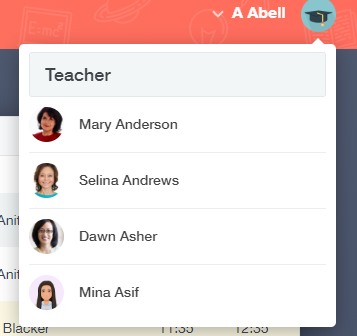 A Abell
Teacher
Mary Anderson
Selina Andrews
Dawn Asher
Mina Asif
Blacker 11:35 12:35